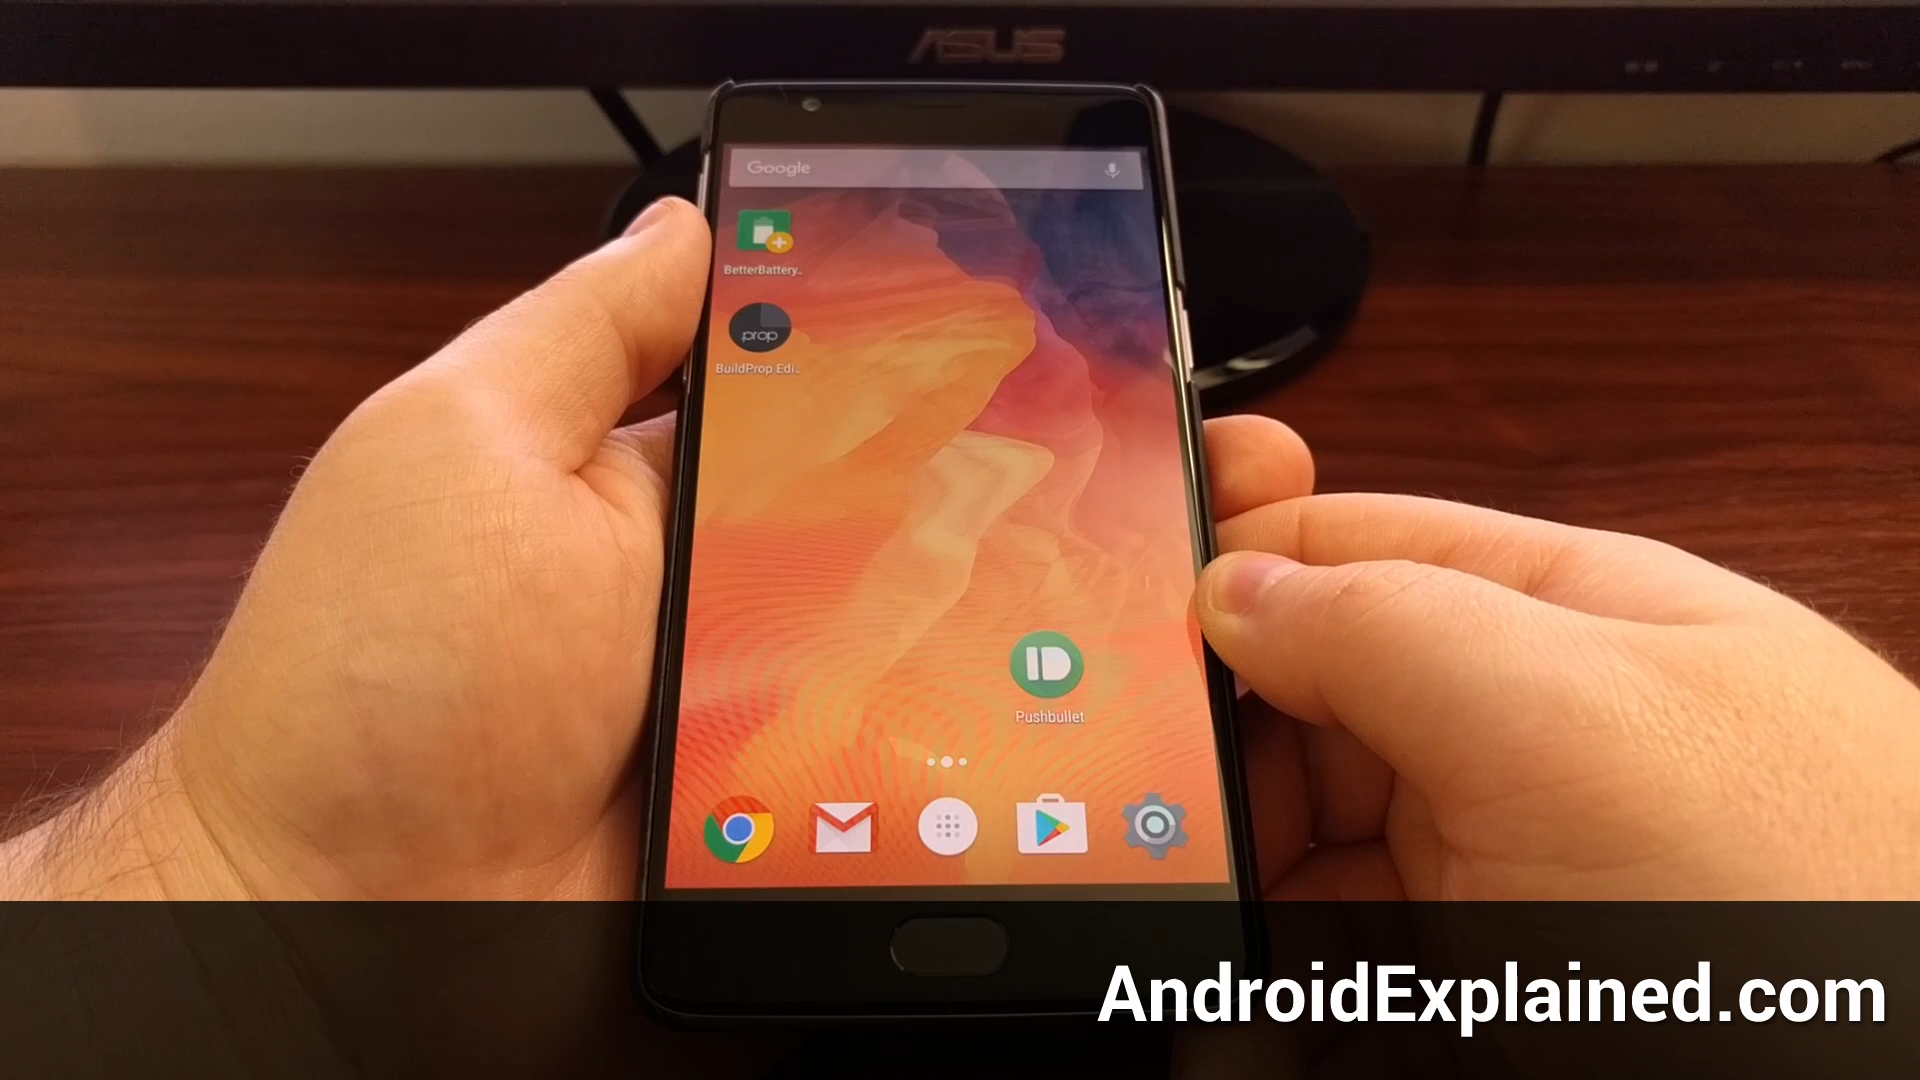 ASUS
Google
BetterBattery..
prop
BuildProp Edi..
Pushbullet
AndroidExplained.com